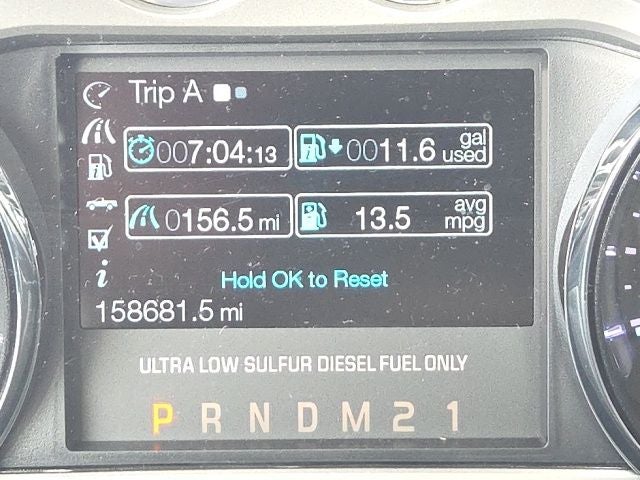 Trip A
007:04:13 0011.6 gal used
0156.5 mi 13.5 avg mpg
Hold OK to Reset
158681.5 mi
ULTRA LOW SULFUR DIESEL FUEL ONLY
P R N D M 2 1